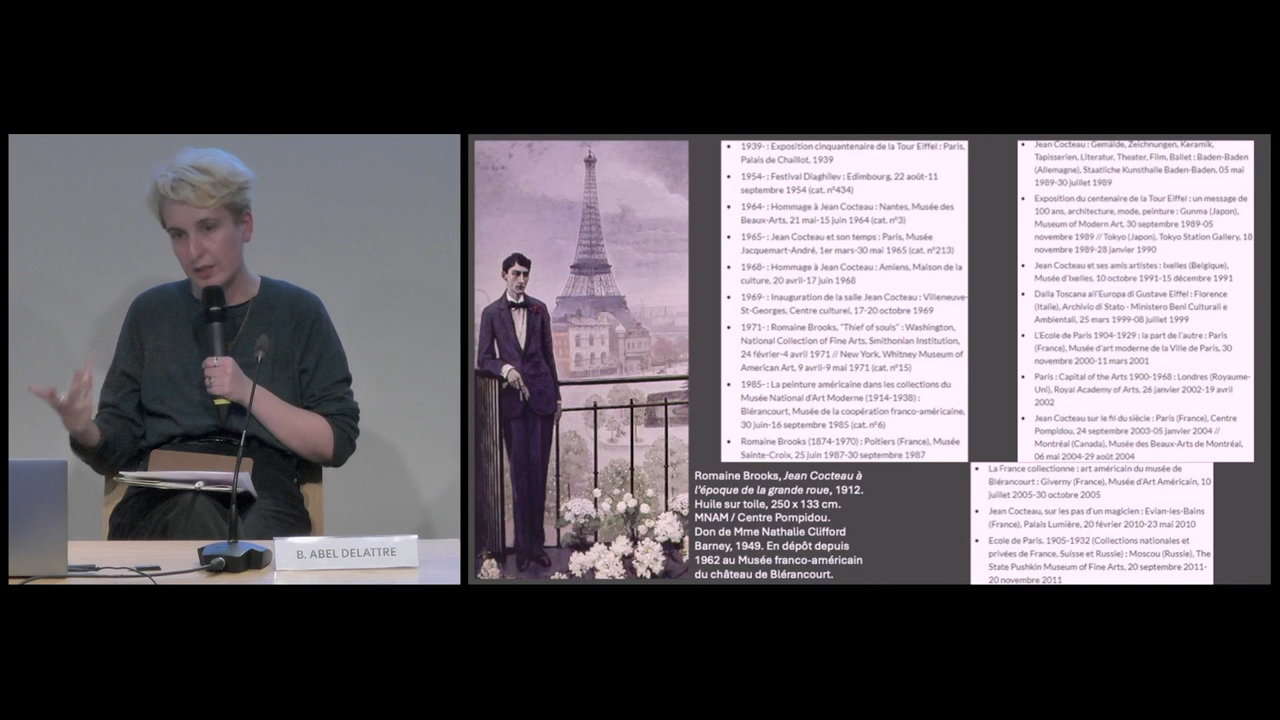 B. ABEL DELATTRE
1939- : Exposition cinquantenaire de la Tour Eiffel : Paris,
Palais de Chaillot, 1939
1954- : Festival Diaghilev : Edimbourg, 22 août-11
septembre 1954 (cat. n°434)
1964- : Hommage à Jean Cocteau : Nantes, Musée des
Beaux-Arts, 21 mai-15 juin 1964 (cat. n°3)
1965- : Jean Cocteau et son temps : Paris, Musée
Jacquemart-André, 1er mars-30 mai 1965 (cat. n°213)
1968- : Hommage à Jean Cocteau : Amiens, Maison de la
culture, 20 avril-17 juin 1968
1969- : Inauguration de la salle Jean Cocteau : Villeneuve-
St-Georges, Centre culturel, 17-20 octobre 1969
1971- : Romaine Brooks, "Thief of souls" : Washington,
National Collection of Fine Arts, Smithonian Institution,
24 février-4 avril 1971 // New York, Whitney Museum of
American Art, 9 avril-9 mai 1971 (cat. n°15)
1985- : La peinture américaine dans les collections du
Musée National d'Art Moderne (1914-1938) :
Blérancourt, Musée de la coopération franco-américaine,
30 juin-16 septembre 1985 (cat. n°6)
Romaine Brooks (1874-1970) : Poitiers (France), Musée
Sainte-Croix, 25 juin 1987-30 septembre 1987
Romaine Brooks, Jean Cocteau à
l'époque de la grande roue, 1912.
Huile sur toile, 250 x 133 cm.
MNAM / Centre Pompidou.
Don de Mme Nathalie Clifford
Barney, 1949. En dépôt depuis
1962 au Musée franco-américain
du château de Blérancourt.
Jean Cocteau : Gemälde, Zeichnungen, Keramik,
Tapisserien, Literatur, Theater, Film, Ballet : Baden-Baden
(Allemagne), Staatliche Kunsthalle Baden-Baden, 05 mai
1989-30 juillet 1989
Exposition du centenaire de la Tour Eiffel : un message de
100 ans, architecture, mode, peinture : Gunma (Japon),
Museum of Modern Art, 30 septembre 1989-05
novembre 1989 // Tokyo (Japon), Tokyo Station Gallery, 18
novembre 1989-28 janvier 1990
Jean Cocteau et ses amis artistes : Ixelles (Belgique),
Musée d'Ixelles, 10 octobre 1991-15 décembre 1991
Dalla Toscana all'Europa di Gustave Eiffel : Florence
(Italie), Archivio di Stato - Ministero Beni Culturali e
Ambientali, 25 mars 1999-08 juillet 1999
L'Ecole de Paris 1904-1929 : la part de l'autre : Paris
(France), Musée d'art moderne de la Ville de Paris, 30
novembre 2000-11 mars 2001
Paris : Capital of the Arts 1900-1968 : Londres (Royaume-
Uni), Royal Academy of Arts, 26 janvier 2002-19 avril
2002
Jean Cocteau sur le fil du siècle : Paris (France), Centre
Pompidou, 24 septembre 2003-05 janvier 2004 //
Montréal (Canada), Musée des Beaux-Arts de Montréal,
06 mai 2004-29 août 2004
La France collectionne : art américain du musée de
Blérancourt : Giverny (France), Musée d'Art Américain, 10
juillet 2005-30 octobre 2005
Jean Cocteau, sur les pas d'un magicien : Evian-les-Bains
(France), Palais Lumière, 20 février 2010-23 mai 2010
Ecole de Paris. 1905-1932 (Collections nationales et
privées de France, Suisse et Russie) : Moscou (Russie), The
State Pushkin Museum of Fine Arts, 20 septembre 2011-
20 novembre 2011